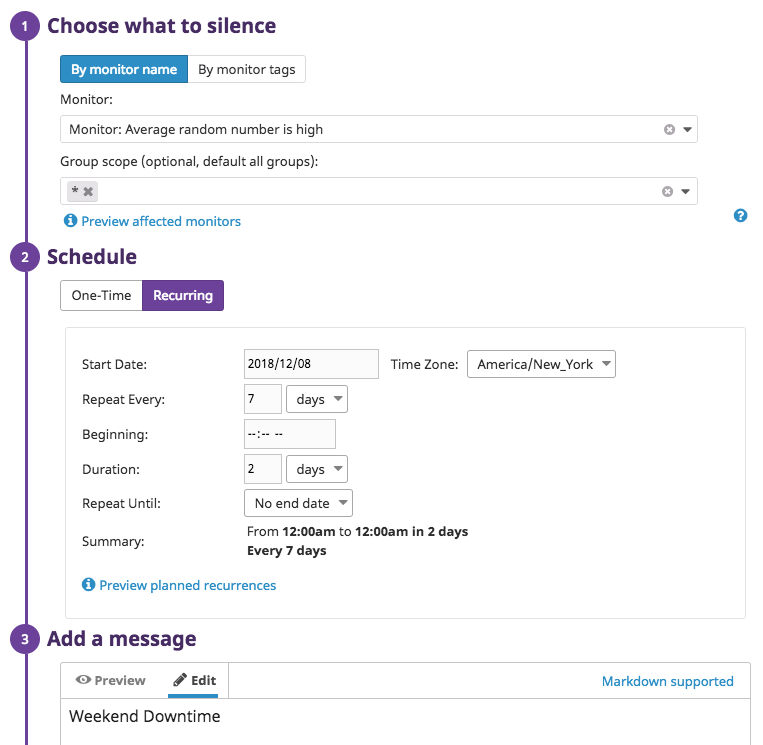 1 Choose what to silence
By monitor name By monitor tags
Monitor:
Monitor: Average random number is high
Group scope (optional, default all groups):
*
Preview affected monitors
?
2 Schedule
One-Time Recurring
Start Date: 2018/12/08 Time Zone: America/New_York
Repeat Every: 7 days
Beginning: --:-- --
Duration: 2 days
Repeat Until: No end date
Summary: From 12:00am to 12:00am in 2 days
Every 7 days
Preview planned recurrences
3 Add a message
Preview Edit Markdown supported
Weekend Downtime